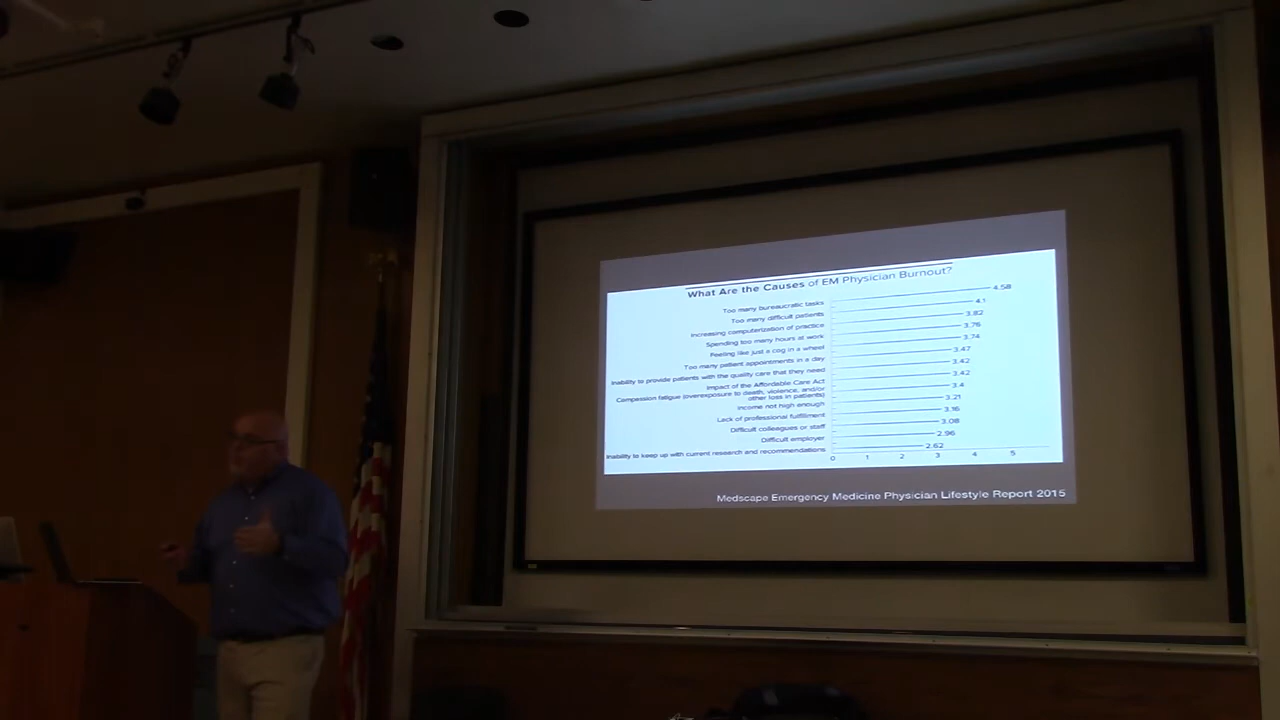 What Are the Causes of EM Physician Burnout?
Too many bureaucratic tasks 4.58
Too many difficult patients 4.1
Increasing computerization of practice 3.82
Spending too many hours at work 3.76
Feeling like just a cog in a wheel 3.74
Too many patient appointments in a day 3.47
Inability to provide patients with the quality care that they need 3.42
Impact of the Affordable Care Act 3.42
Compassion fatigue (overexposure to death, violence, and/or
other loss in patients) 3.4
Income not high enough 3.21
Lack of professional fulfillment 3.16
Difficult colleagues or staff 3.08
Difficult employer 2.96
Inability to keep up with current research and recommendations 2.62
0 1 2 3 4 5
Medscape Emergency Medicine Physician Lifestyle Report 2015